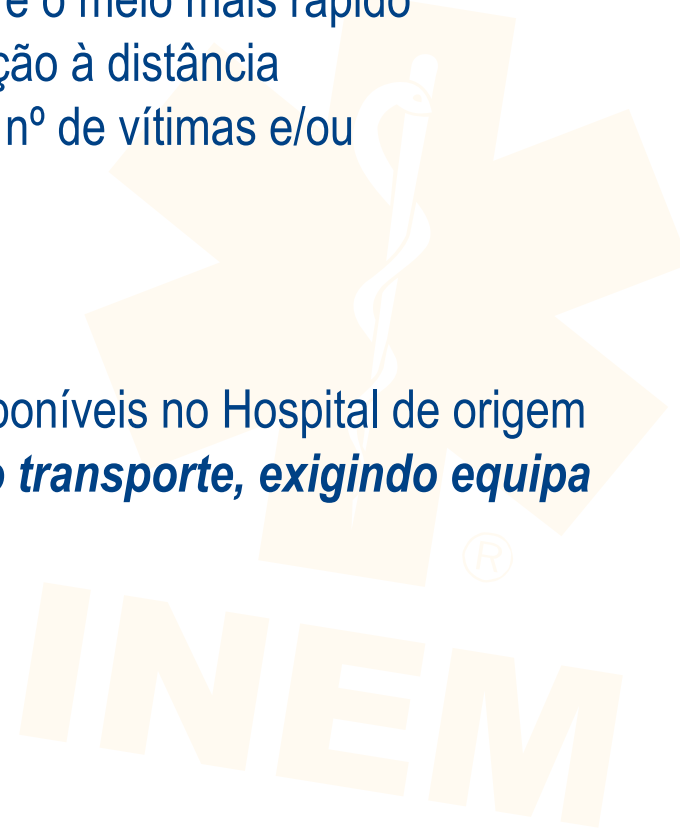 é o meio mais rápido
ção à distância
nº de vítimas e/ou
poníveis no Hospital de origem
o transporte, exigindo equipa
®
INEM